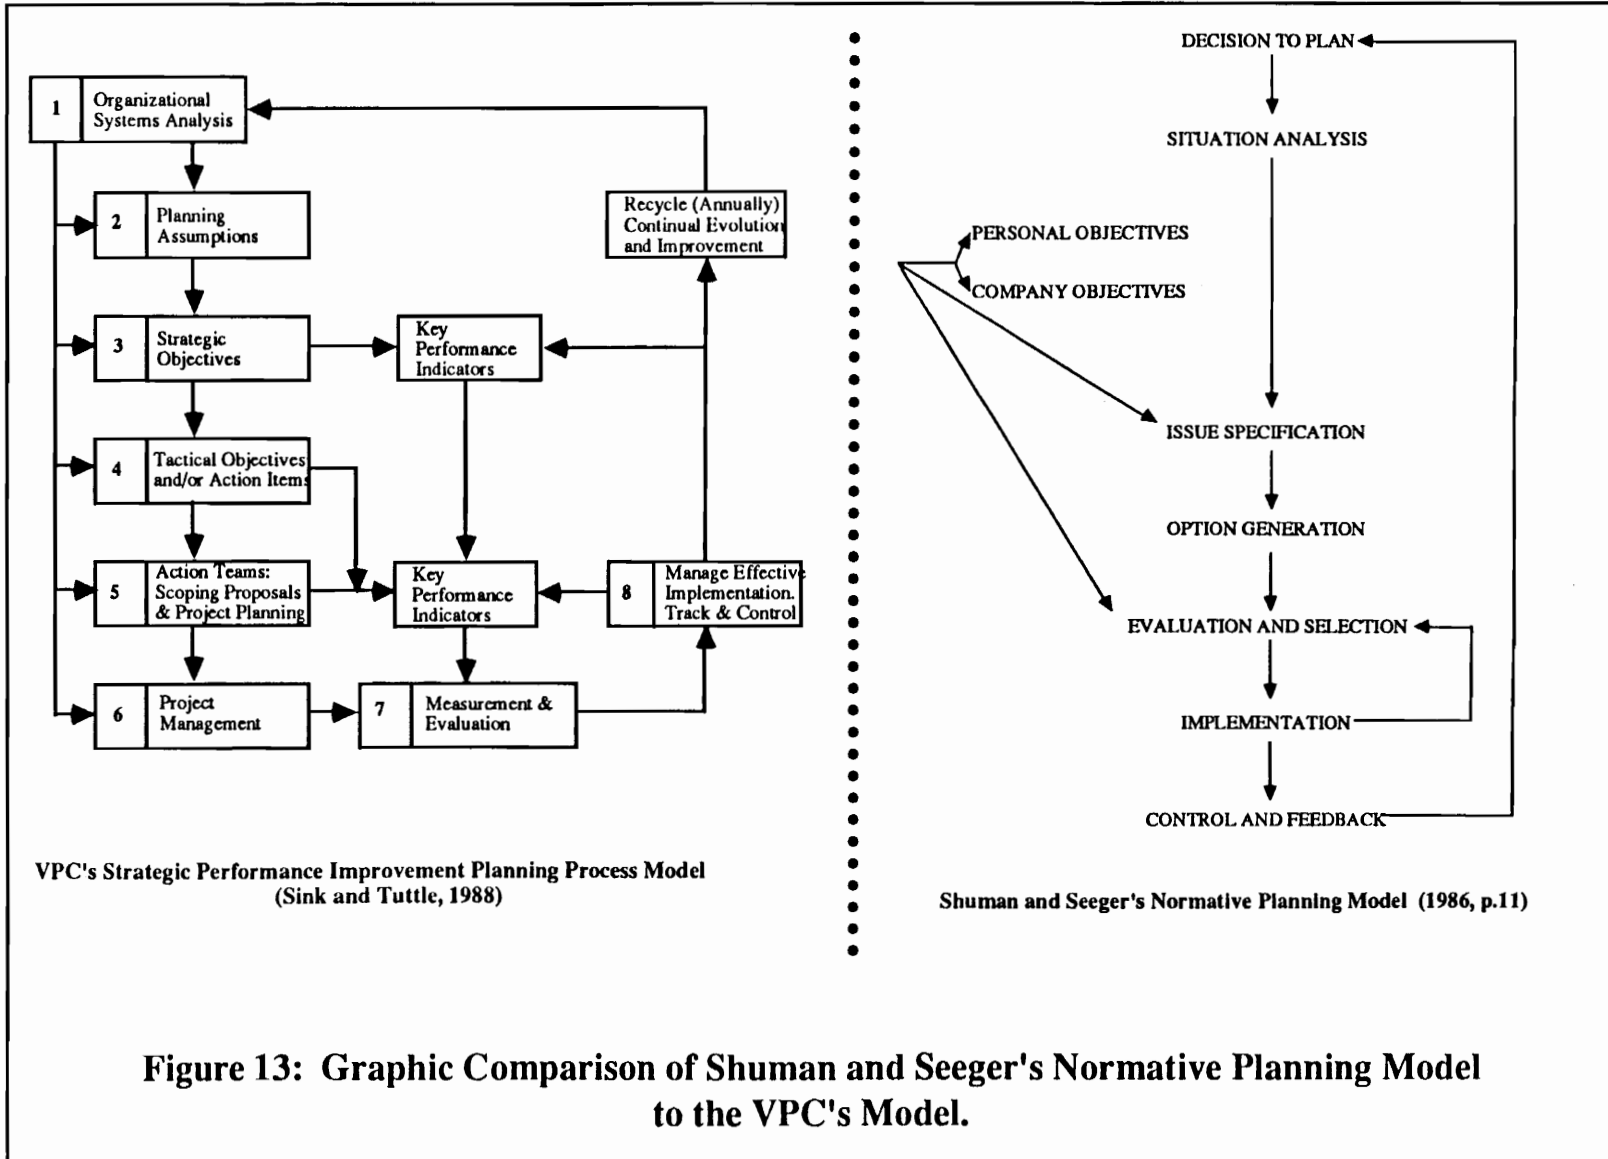 1
Organizational
Systems Analysis
2
Planning
Assumptions
3
Strategic
Objectives
4
Tactical Objectives
and/or Action Items
5
Action Teams:
Scoping Proposals
& Project Planning
6
Project
Management
Key
Performance
Indicators
Key
Performance
Indicators
7
Measurement &
Evaluation
Recycle (Annually)
Continual Evolution
and Improvement
8
Manage Effective
Implementation.
Track & Control
VPC's Strategic Performance Improvement Planning Process Model
(Sink and Tuttle, 1988)
DECISION TO PLAN
SITUATION ANALYSIS
PERSONAL OBJECTIVES
COMPANY OBJECTIVES
ISSUE SPECIFICATION
OPTION GENERATION
EVALUATION AND SELECTION
IMPLEMENTATION
CONTROL AND FEEDBACK
Shuman and Seeger's Normative Planning Model (1986, p.11)
Figure 13: Graphic Comparison of Shuman and Seeger's Normative Planning Model
to the VPC's Model.